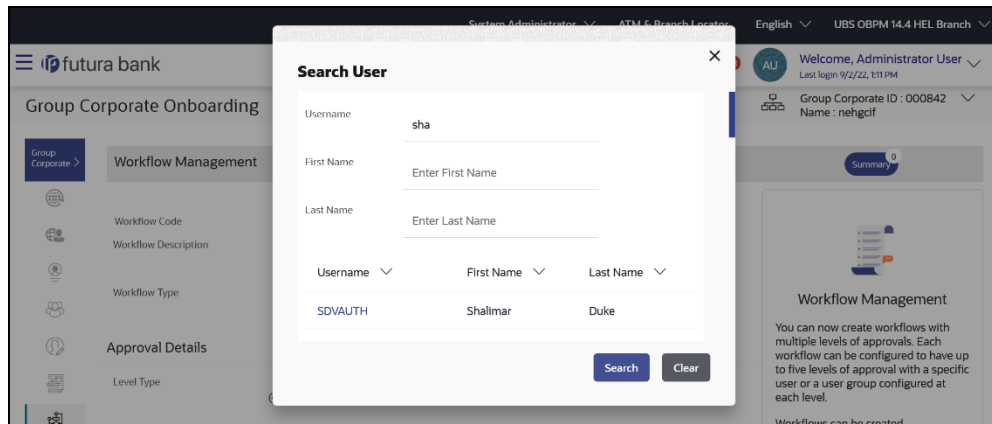 System Administrator ATM & Branch Locator English UBS OBPM 14.4 HEL Branch
futura bank
AU
Welcome, Administrator User
Last login 9/2/22, 1:11 PM
Group Corporate Onboarding
Group Corporate ID : 000842
Name : nehgcif
Group
Corporate >
Workflow Management
Summary 0
Workflow Code
Workflow Description
Workflow Type
Approval Details
Level Type
Search User
Username
sha
First Name
Enter First Name
Last Name
Enter Last Name
Username First Name Last Name
SDVAUTH Shalimar Duke
Search Clear
Workflow Management
You can now create workflows with
multiple levels of approvals. Each
workflow can be configured to have up
to five levels of approval with a specific
user or a user group configured at
each level.
Workflows can be created